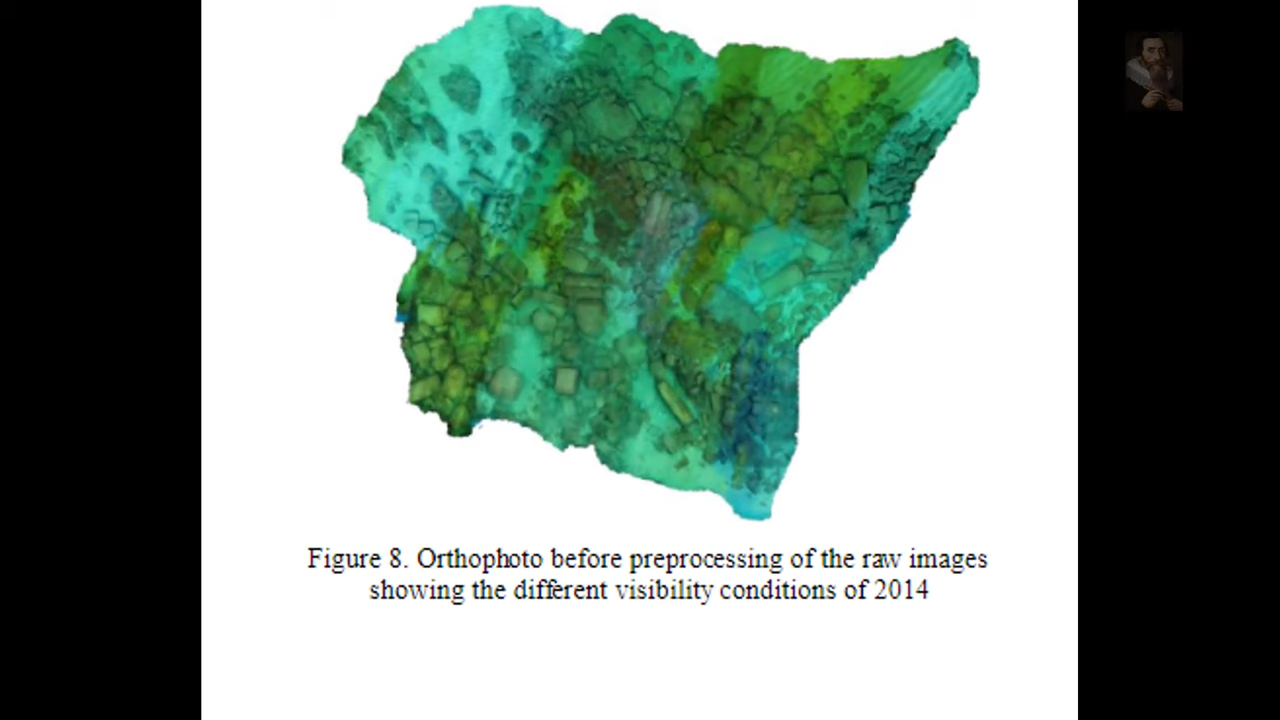 Figure 8. Orthophoto before preprocessing of the raw images
showing the different visibility conditions of 2014